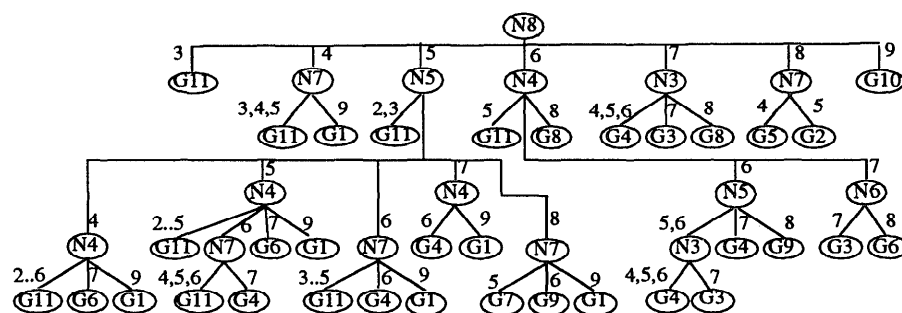 N8
3 4 5 6 7 8 9
G11 N7 N5 N4 N3 N7 G10
3,4,5 9 2,3 5 8 4,5,6 7 8 4 5
G11 G1 G11 G11 G8 G4 G3 G8 G5 G2
5 7 6 7
N4 N4 N5 N6
4 2..5 6 7 9 6 6 9 8 5,6 7 8 7 8
N4 G11 N7 G6 G1 N7 G4 G1 N7 N3 G4 G9 G3 G6
2..6 7 9 4,5,6 7 3..5 6 9 5 6 9 4,5,6 7
G11 G6 G1 G11 G4 G11 G4 G1 G7 G9 G1 G4 G3